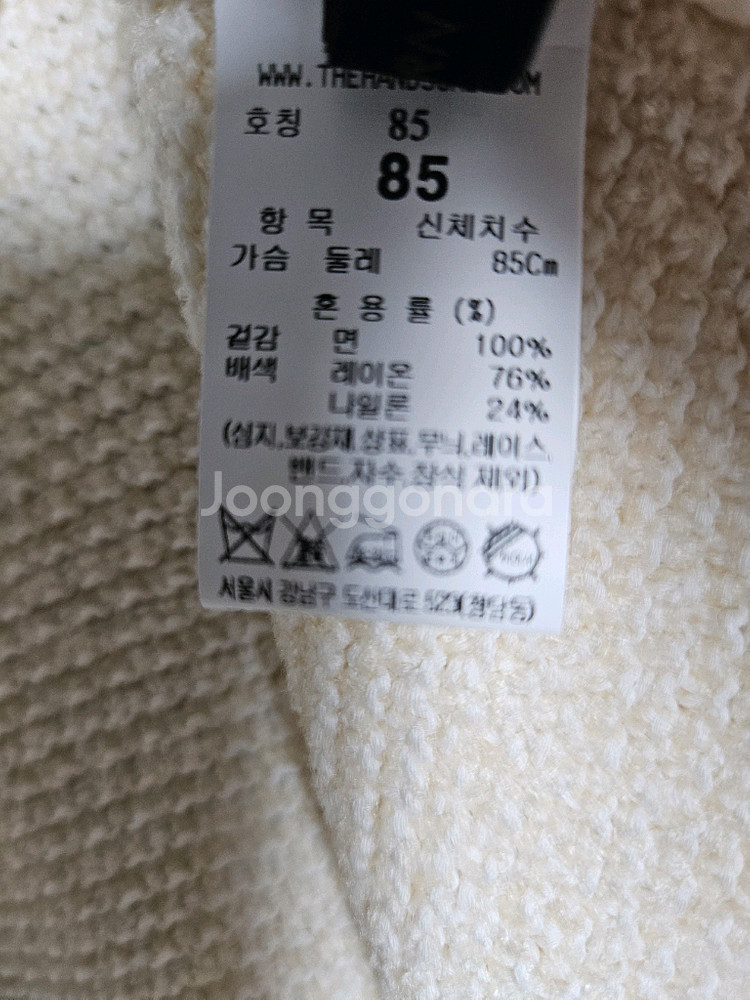 호칭 85
85
항 목 신체치수
가슴 둘레 85Cm
혼 용 률 (%)
겉감 면 100%
배색 레이온 76%
나일론 24%
(심지,보강재,상표,무늬,레이스,
밴드,자수,장식 제외)
Joonggonara
서울시 강남구 도산대로 523(청담동)